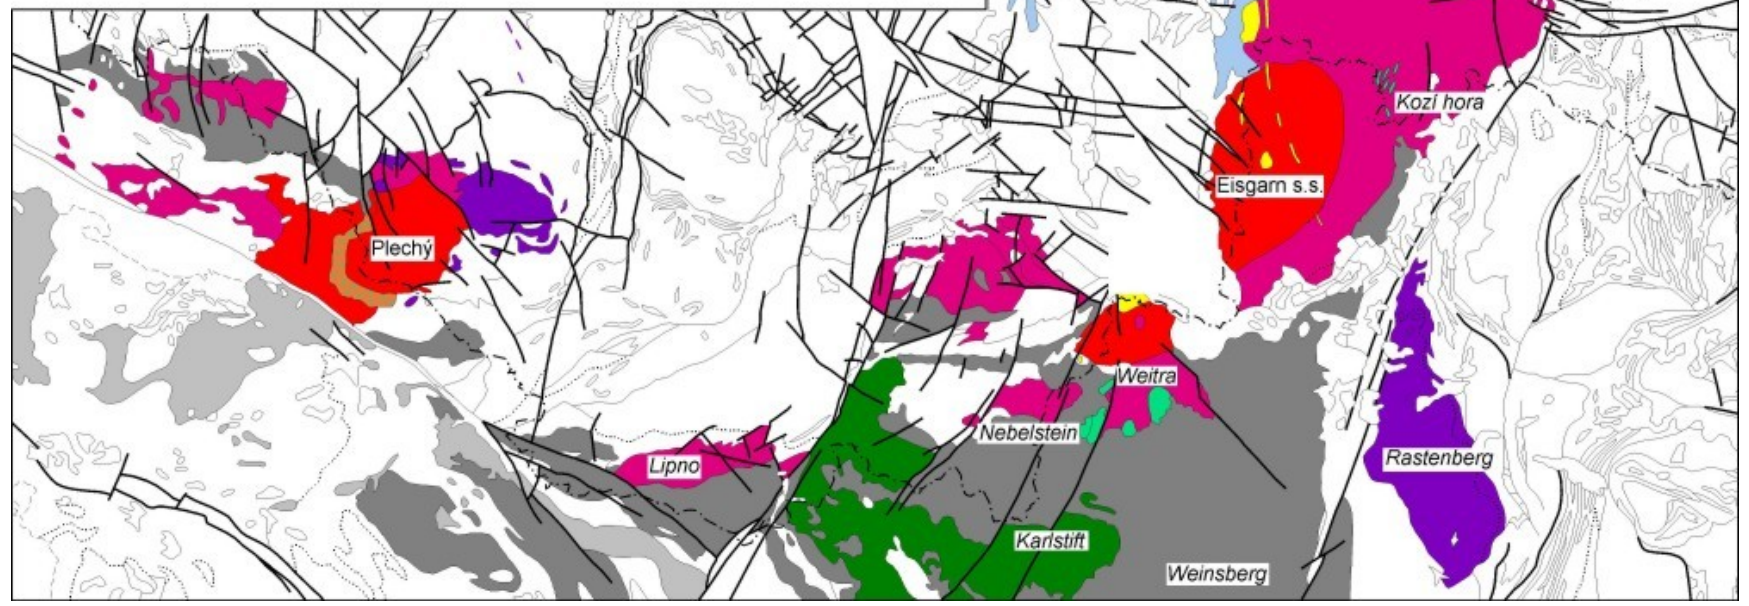 Kozí hora
Eisgarn s.s.
Plechý
Weitra
Nebelstein
Lipno
Rastenberg
Karlstift
Weinsberg